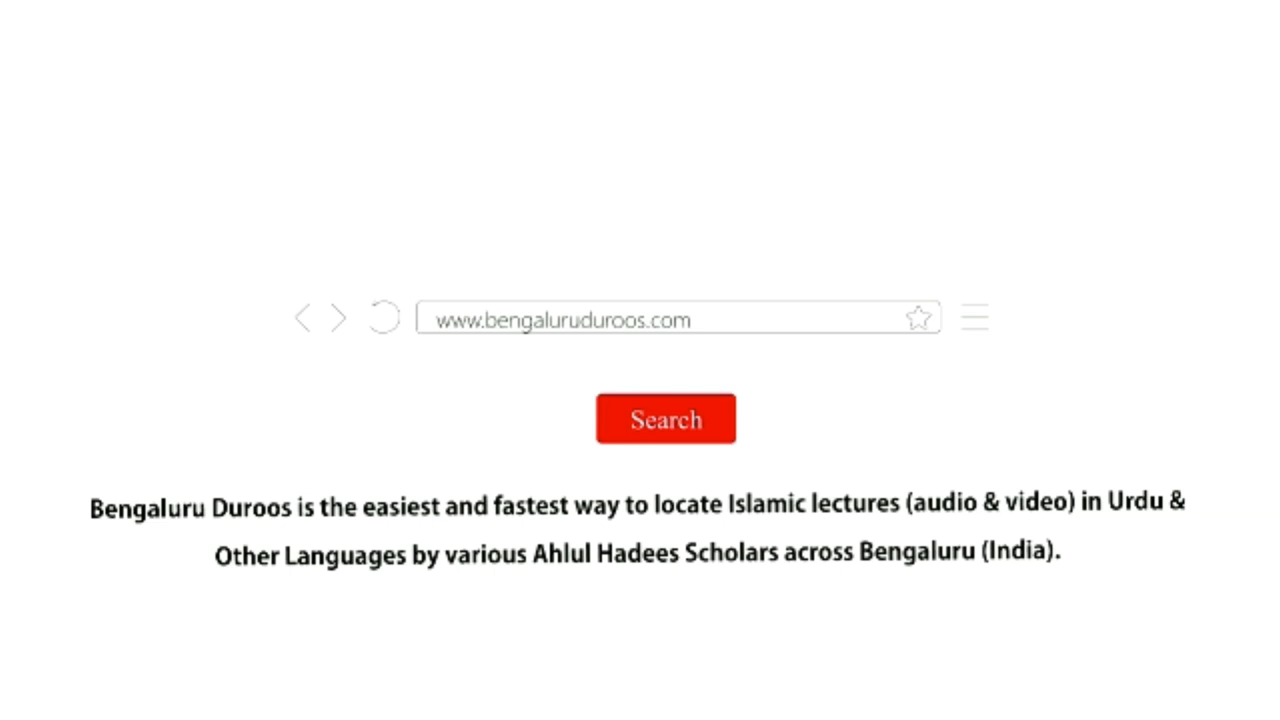 www.bengaluruduroos.com
Search
Bengaluru Duroos is the easiest and fastest way to locate Islamic lectures (audio & video) in Urdu &
Other Languages by various Ahlul Hadees Scholars across Bengaluru (India).